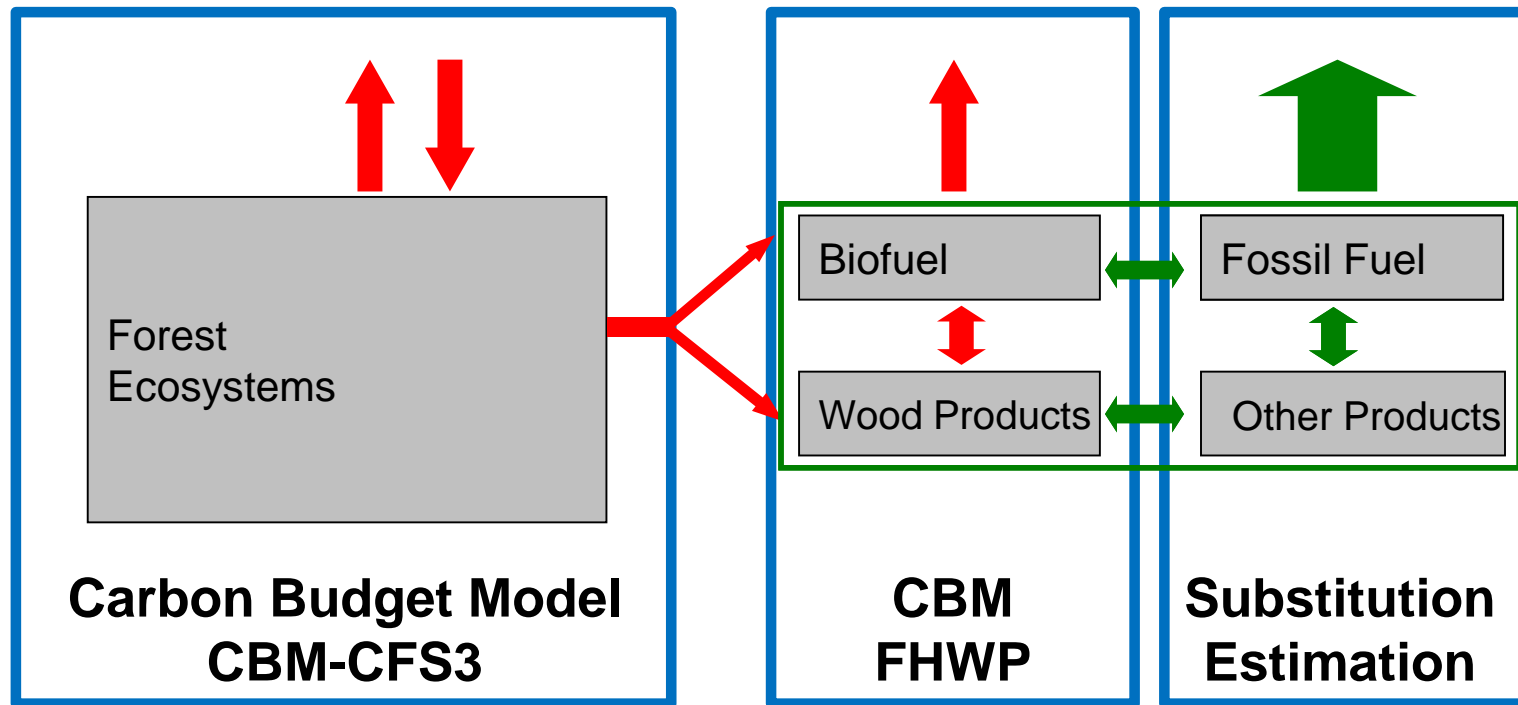 Forest
Ecosystems
Carbon Budget Model
CBM-CFS3
Biofuel
Wood Products
CBM
FHWP
Fossil Fuel
Other Products
Substitution
Estimation